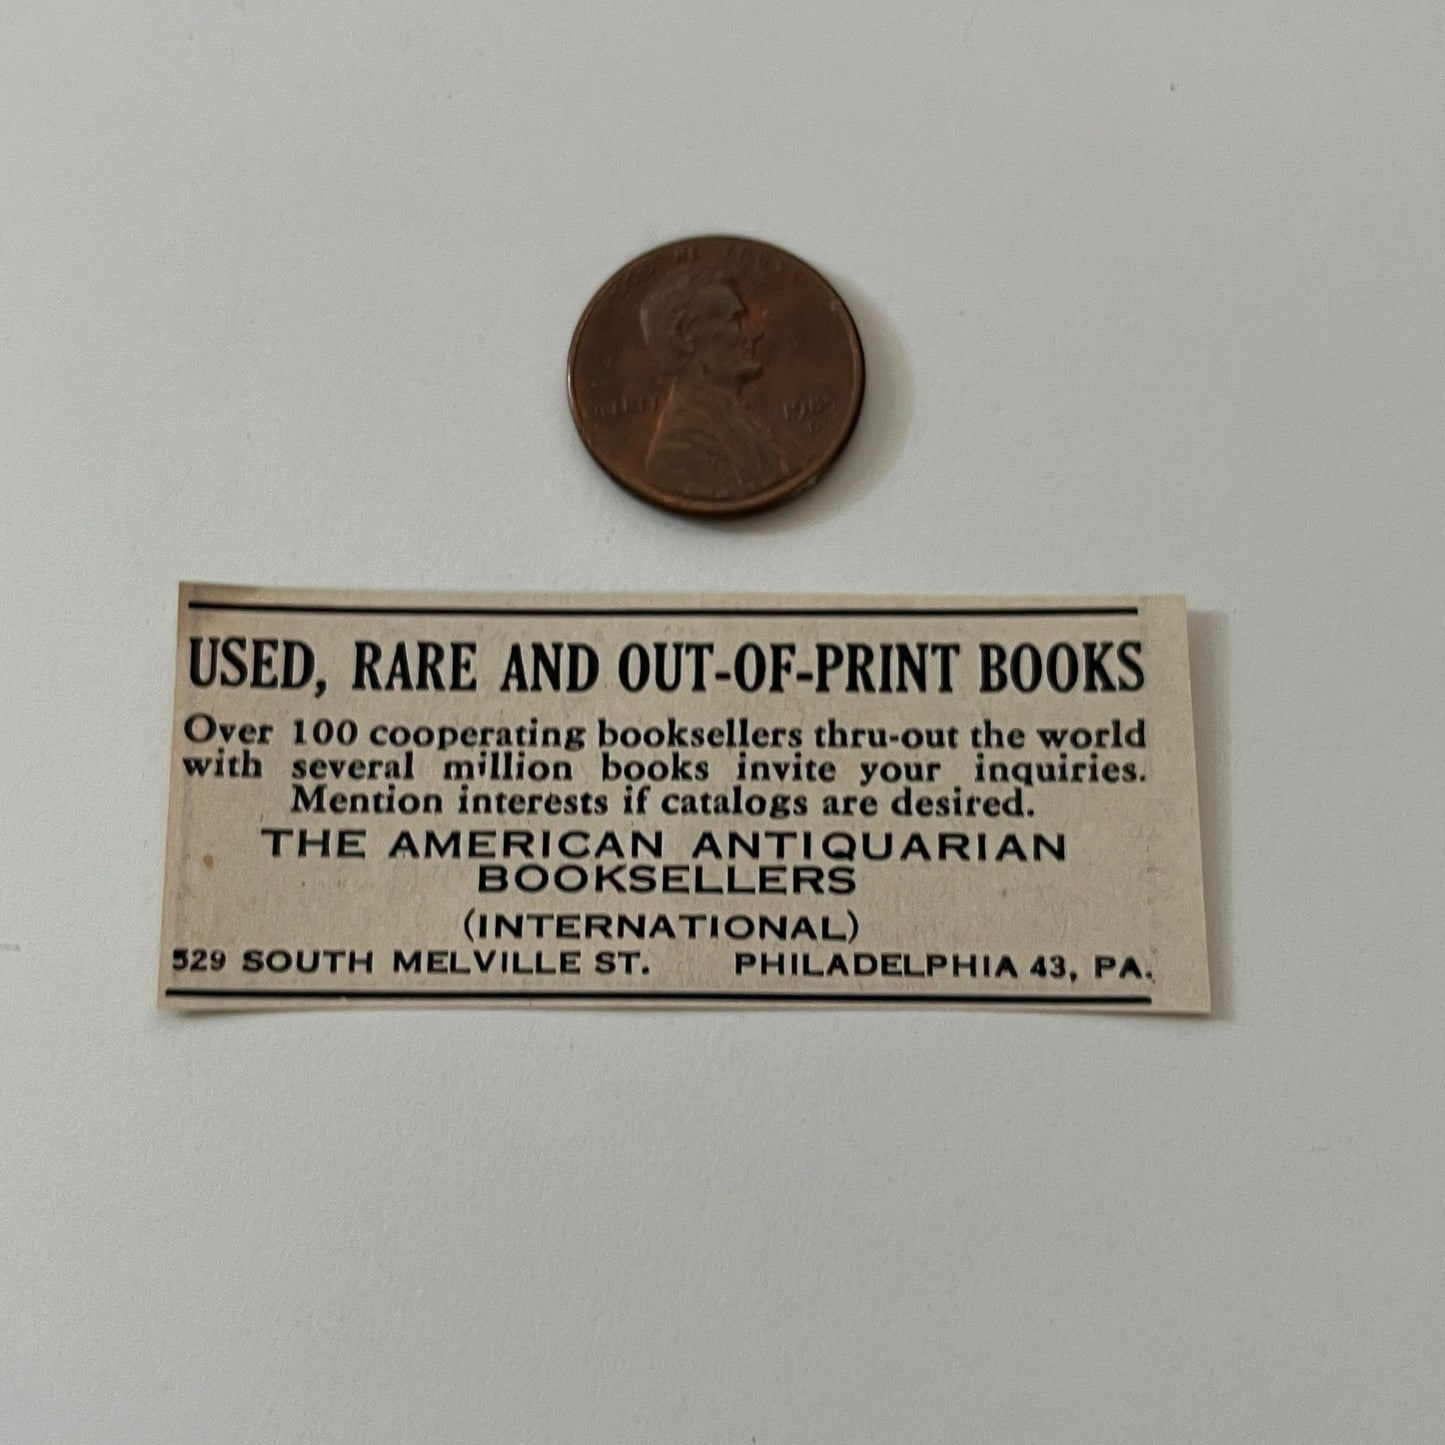 LIBERTY
USED, RARE AND OUT-OF-PRINT BOOKS
Over 100 cooperating booksellers thru-out the world
with several million books invite your inquiries.
Mention interests if catalogs are desired.
THE AMERICAN ANTIQUARIAN
BOOKSELLERS
(INTERNATIONAL)
529 SOUTH MELVILLE ST. PHILADELPHIA 43, PA.